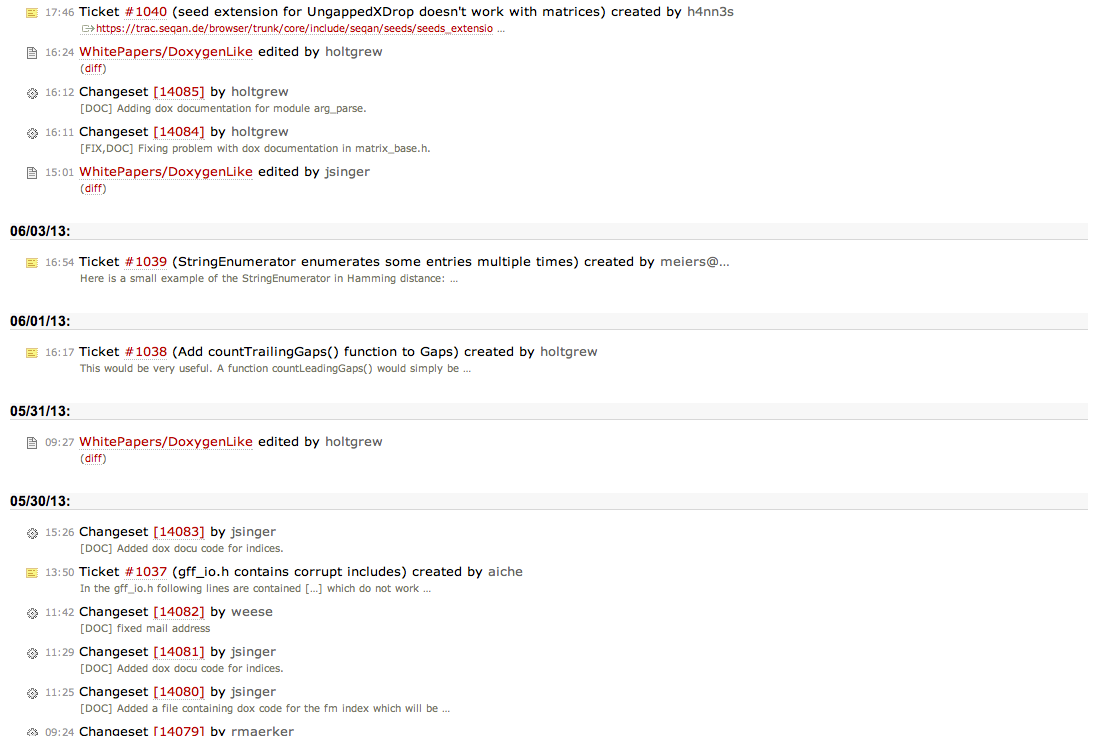 17:46 Ticket #1040 (seed extension for UngappedXDrop doesn't work with matrices) created by h4nn3s
https://trac.seqan.de/browser/trunk/core/include/seqan/seeds/seeds_extensio ...
16:24 WhitePapers/DoxygenLike edited by holtgrew
(diff)
16:12 Changeset [14085] by holtgrew
[DOC] Adding dox documentation for module arg_parse.
16:11 Changeset [14084] by holtgrew
[FIX,DOC] Fixing problem with dox documentation in matrix_base.h.
15:01 WhitePapers/DoxygenLike edited by jsinger
(diff)
06/03/13:
16:54 Ticket #1039 (StringEnumerator enumerates some entries multiple times) created by meiers@...
Here is a small example of the StringEnumerator in Hamming distance: ...
06/01/13:
16:17 Ticket #1038 (Add countTrailingGaps() function to Gaps) created by holtgrew
This would be very useful. A function countLeadingGaps() would simply be ...
05/31/13:
09:27 WhitePapers/DoxygenLike edited by holtgrew
(diff)
05/30/13:
15:26 Changeset [14083] by jsinger
[DOC] Added dox docu code for indices.
13:50 Ticket #1037 (gff_io.h contains corrupt includes) created by aiche
In the gff_io.h following lines are contained [...] which do not work ...
11:42 Changeset [14082] by weese
[DOC] fixed mail address
11:29 Changeset [14081] by jsinger
[DOC] Added dox docu code for indices.
11:25 Changeset [14080] by jsinger
[DOC] Added a file containing dox code for the fm index which will be ...
09:24 Changeset [14079] by rmaerker